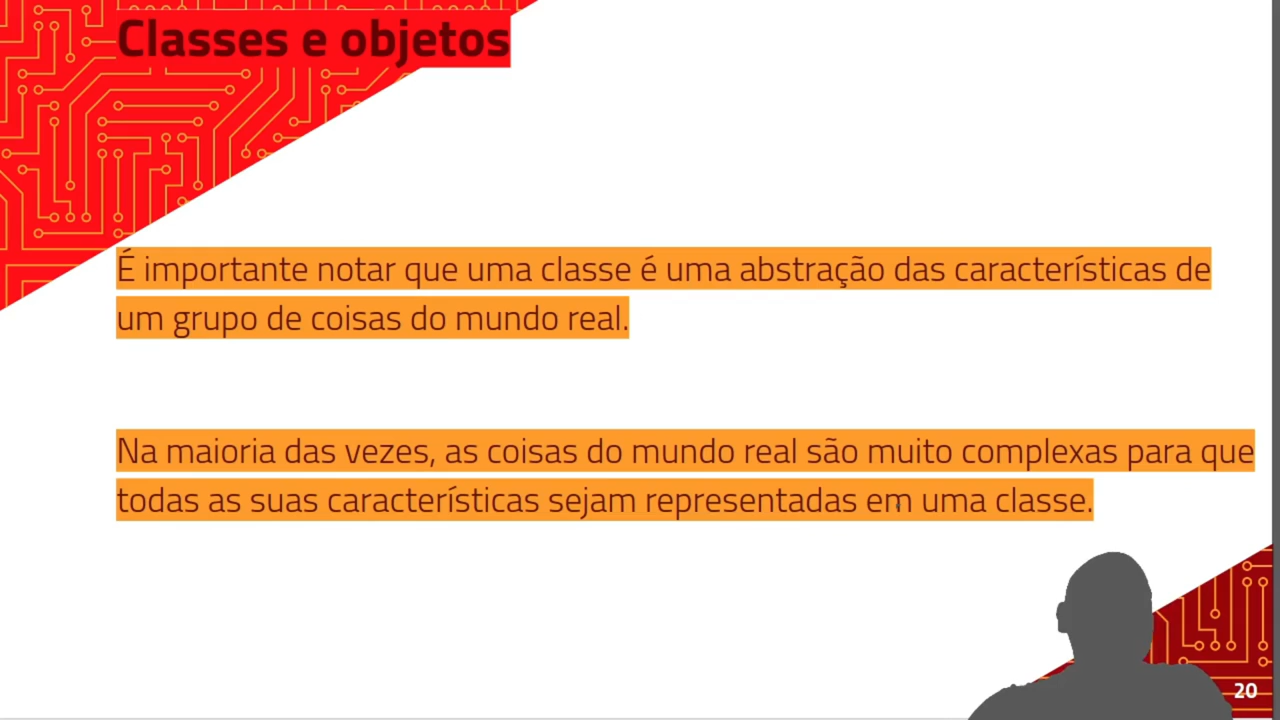 Classes e objetos
É importante notar que uma classe é uma abstração das características de
um grupo de coisas do mundo real.
Na maioria das vezes, as coisas do mundo real são muito complexas para que
todas as suas características sejam representadas em uma classe.
20